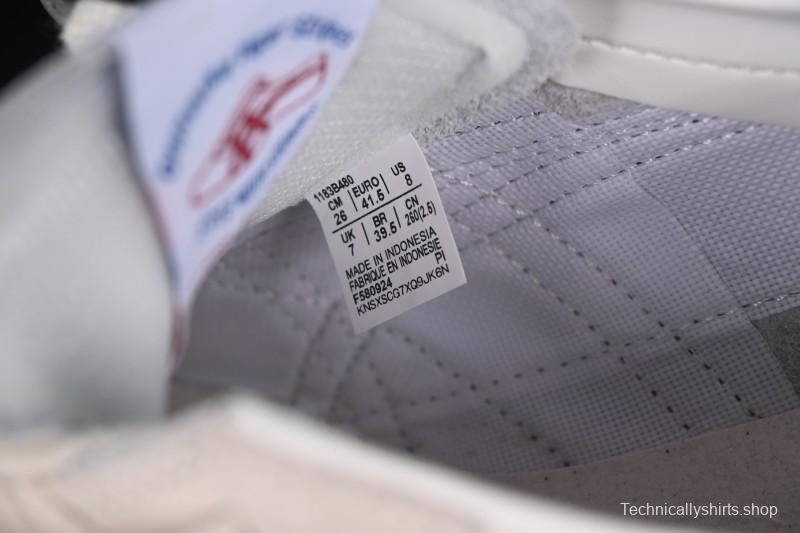 1183B480
CM | EURO | US
26 | 41.5 | 8
UK | BR | CN
7 | 39.5 | 260(2.5)
MADE IN INDONESIA
FABRIQUE EN INDONESIE
F580924 PI
KNSXSCG7XQ9JK6N
Technicallyshirts.shop